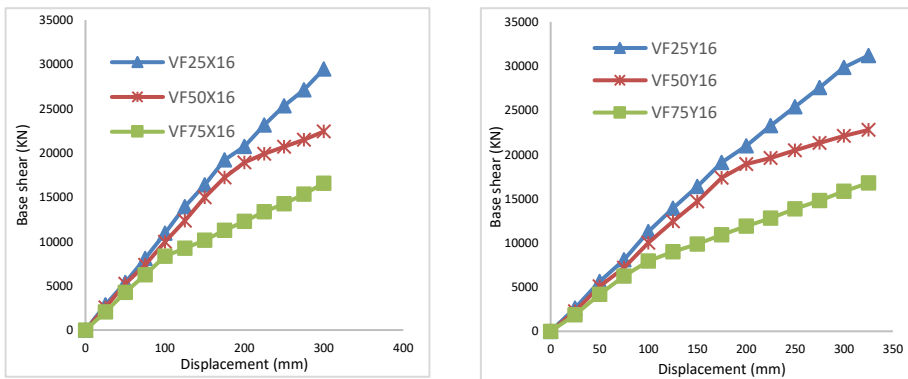 35000
30000
25000
20000
15000
10000
5000
0
Base shear (KN)
VF25X16
VF50X16
VF75X16
0 100 200 300 400
Displacement (mm)
35000
30000
25000
20000
15000
10000
5000
0
Base shear (KN)
VF25Y16
VF50Y16
VF75Y16
0 50 100 150 200 250 300 350
Displacement (mm)